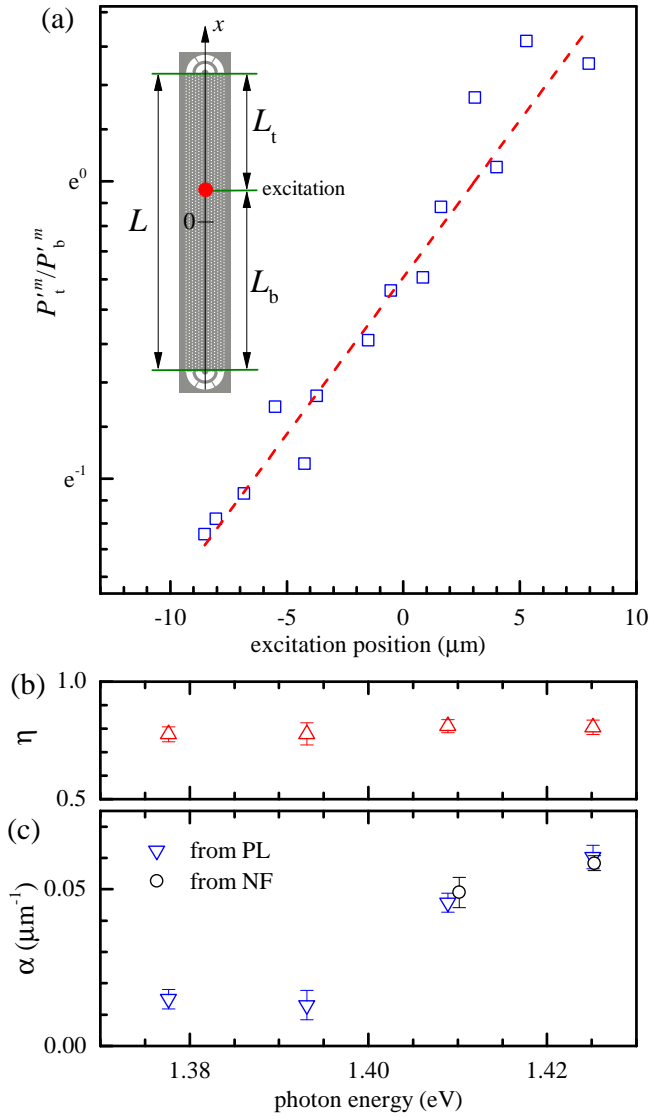 (a)
x
L
L_t
excitation
0
L_b
e^0
e^-1
P'_t^m/P'_b^m
-10 -5 0 5 10
excitation position (μm)
(b)
1.0
η
0.5
(c)
from PL
from NF
0.05
α (μm^-1)
0.00
1.38 1.40 1.42
photon energy (eV)